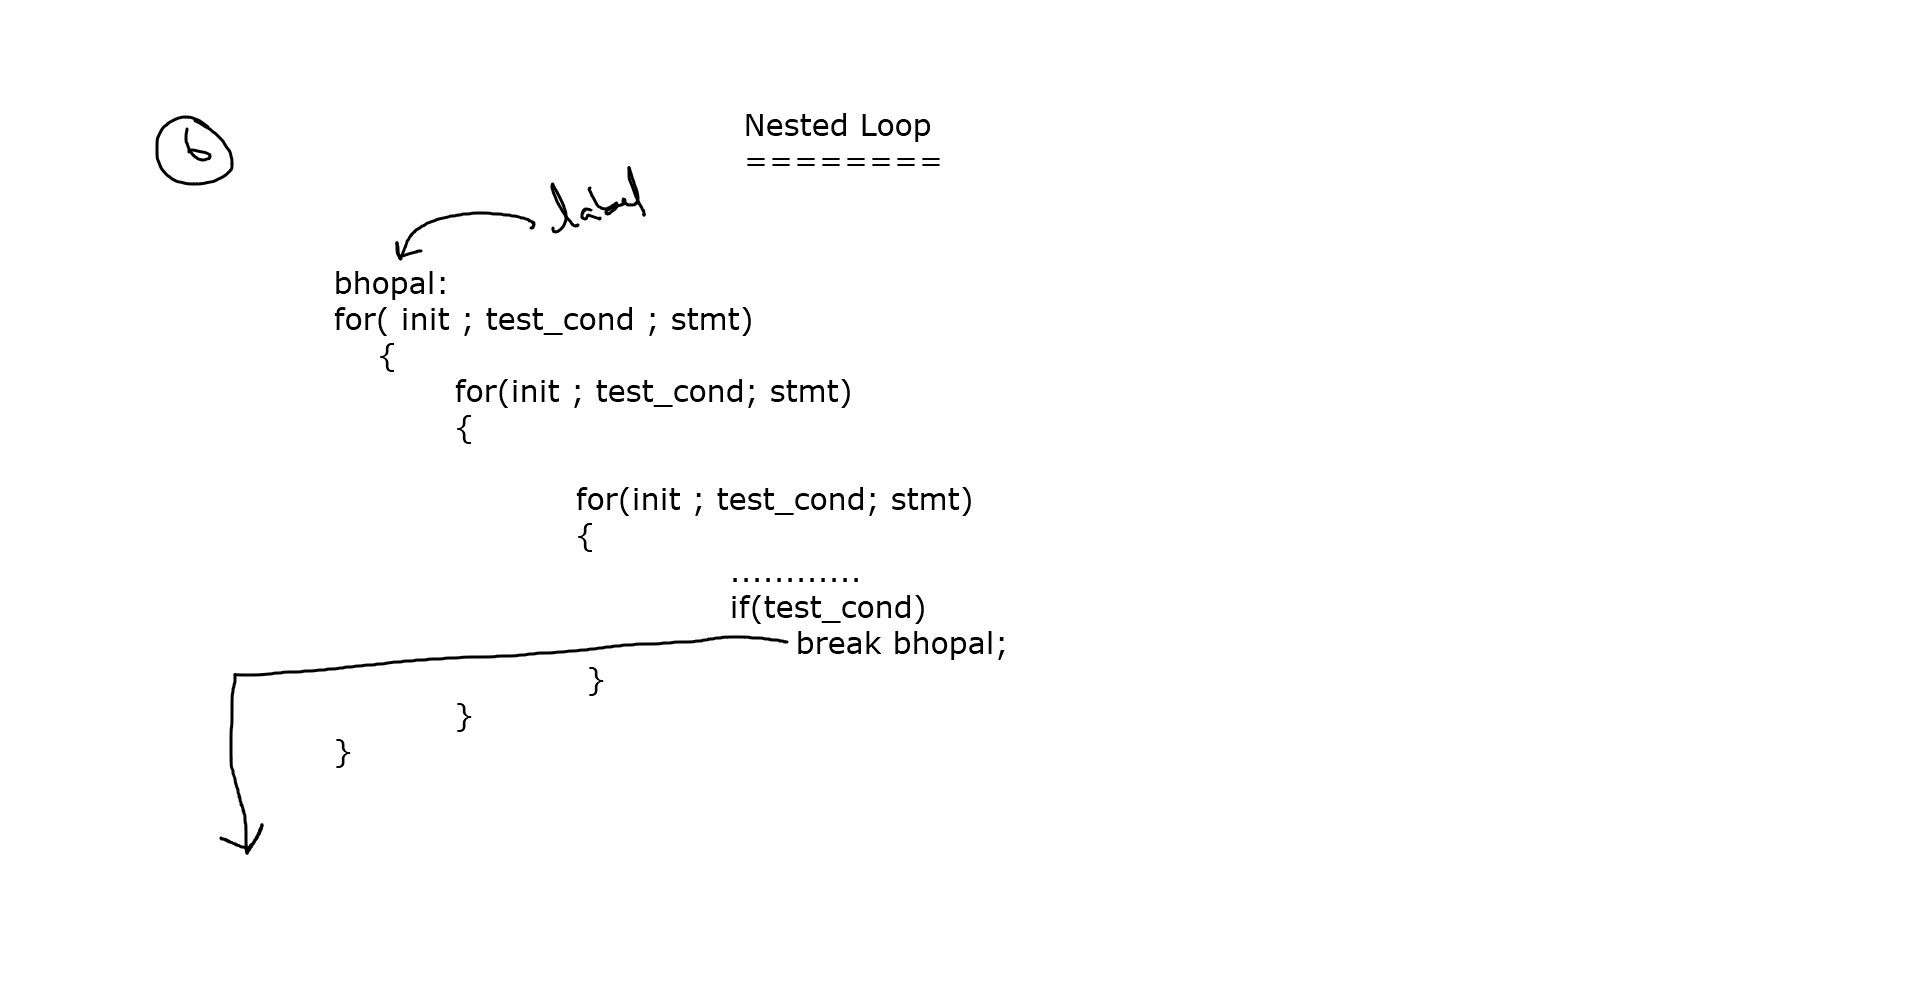 6
Nested Loop
========
label
bhopal:
for( init ; test_cond ; stmt)
{
for(init ; test_cond; stmt)
{
for(init ; test_cond; stmt)
{
............
if(test_cond)
break bhopal;
}
}
}